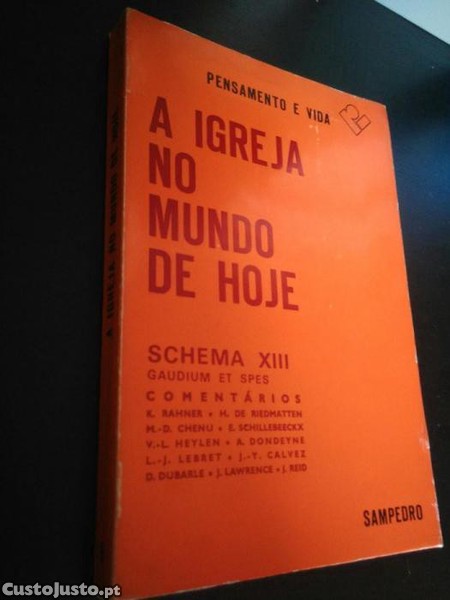 PENSAMENTO E VIDA
A IGREJA
NO
MUNDO
DE HOJE
SCHEMA XIII
GAUDIUM ET SPES
COMENTÁRIOS
K. RAHNER • H. DE RIEDMATTEN
M.-D. CHENU • E. SCHILLEBEECKX
V.-L. HEYLEN • A. DONDEYNE
L.-J. LEBRET • J.-Y. CALVEZ
D. DUBARLE • J. LAWRENCE • J. REID
SAMPEDRO
A IGREJA NO MUNDO DE HOJE
CustoJusto.pt